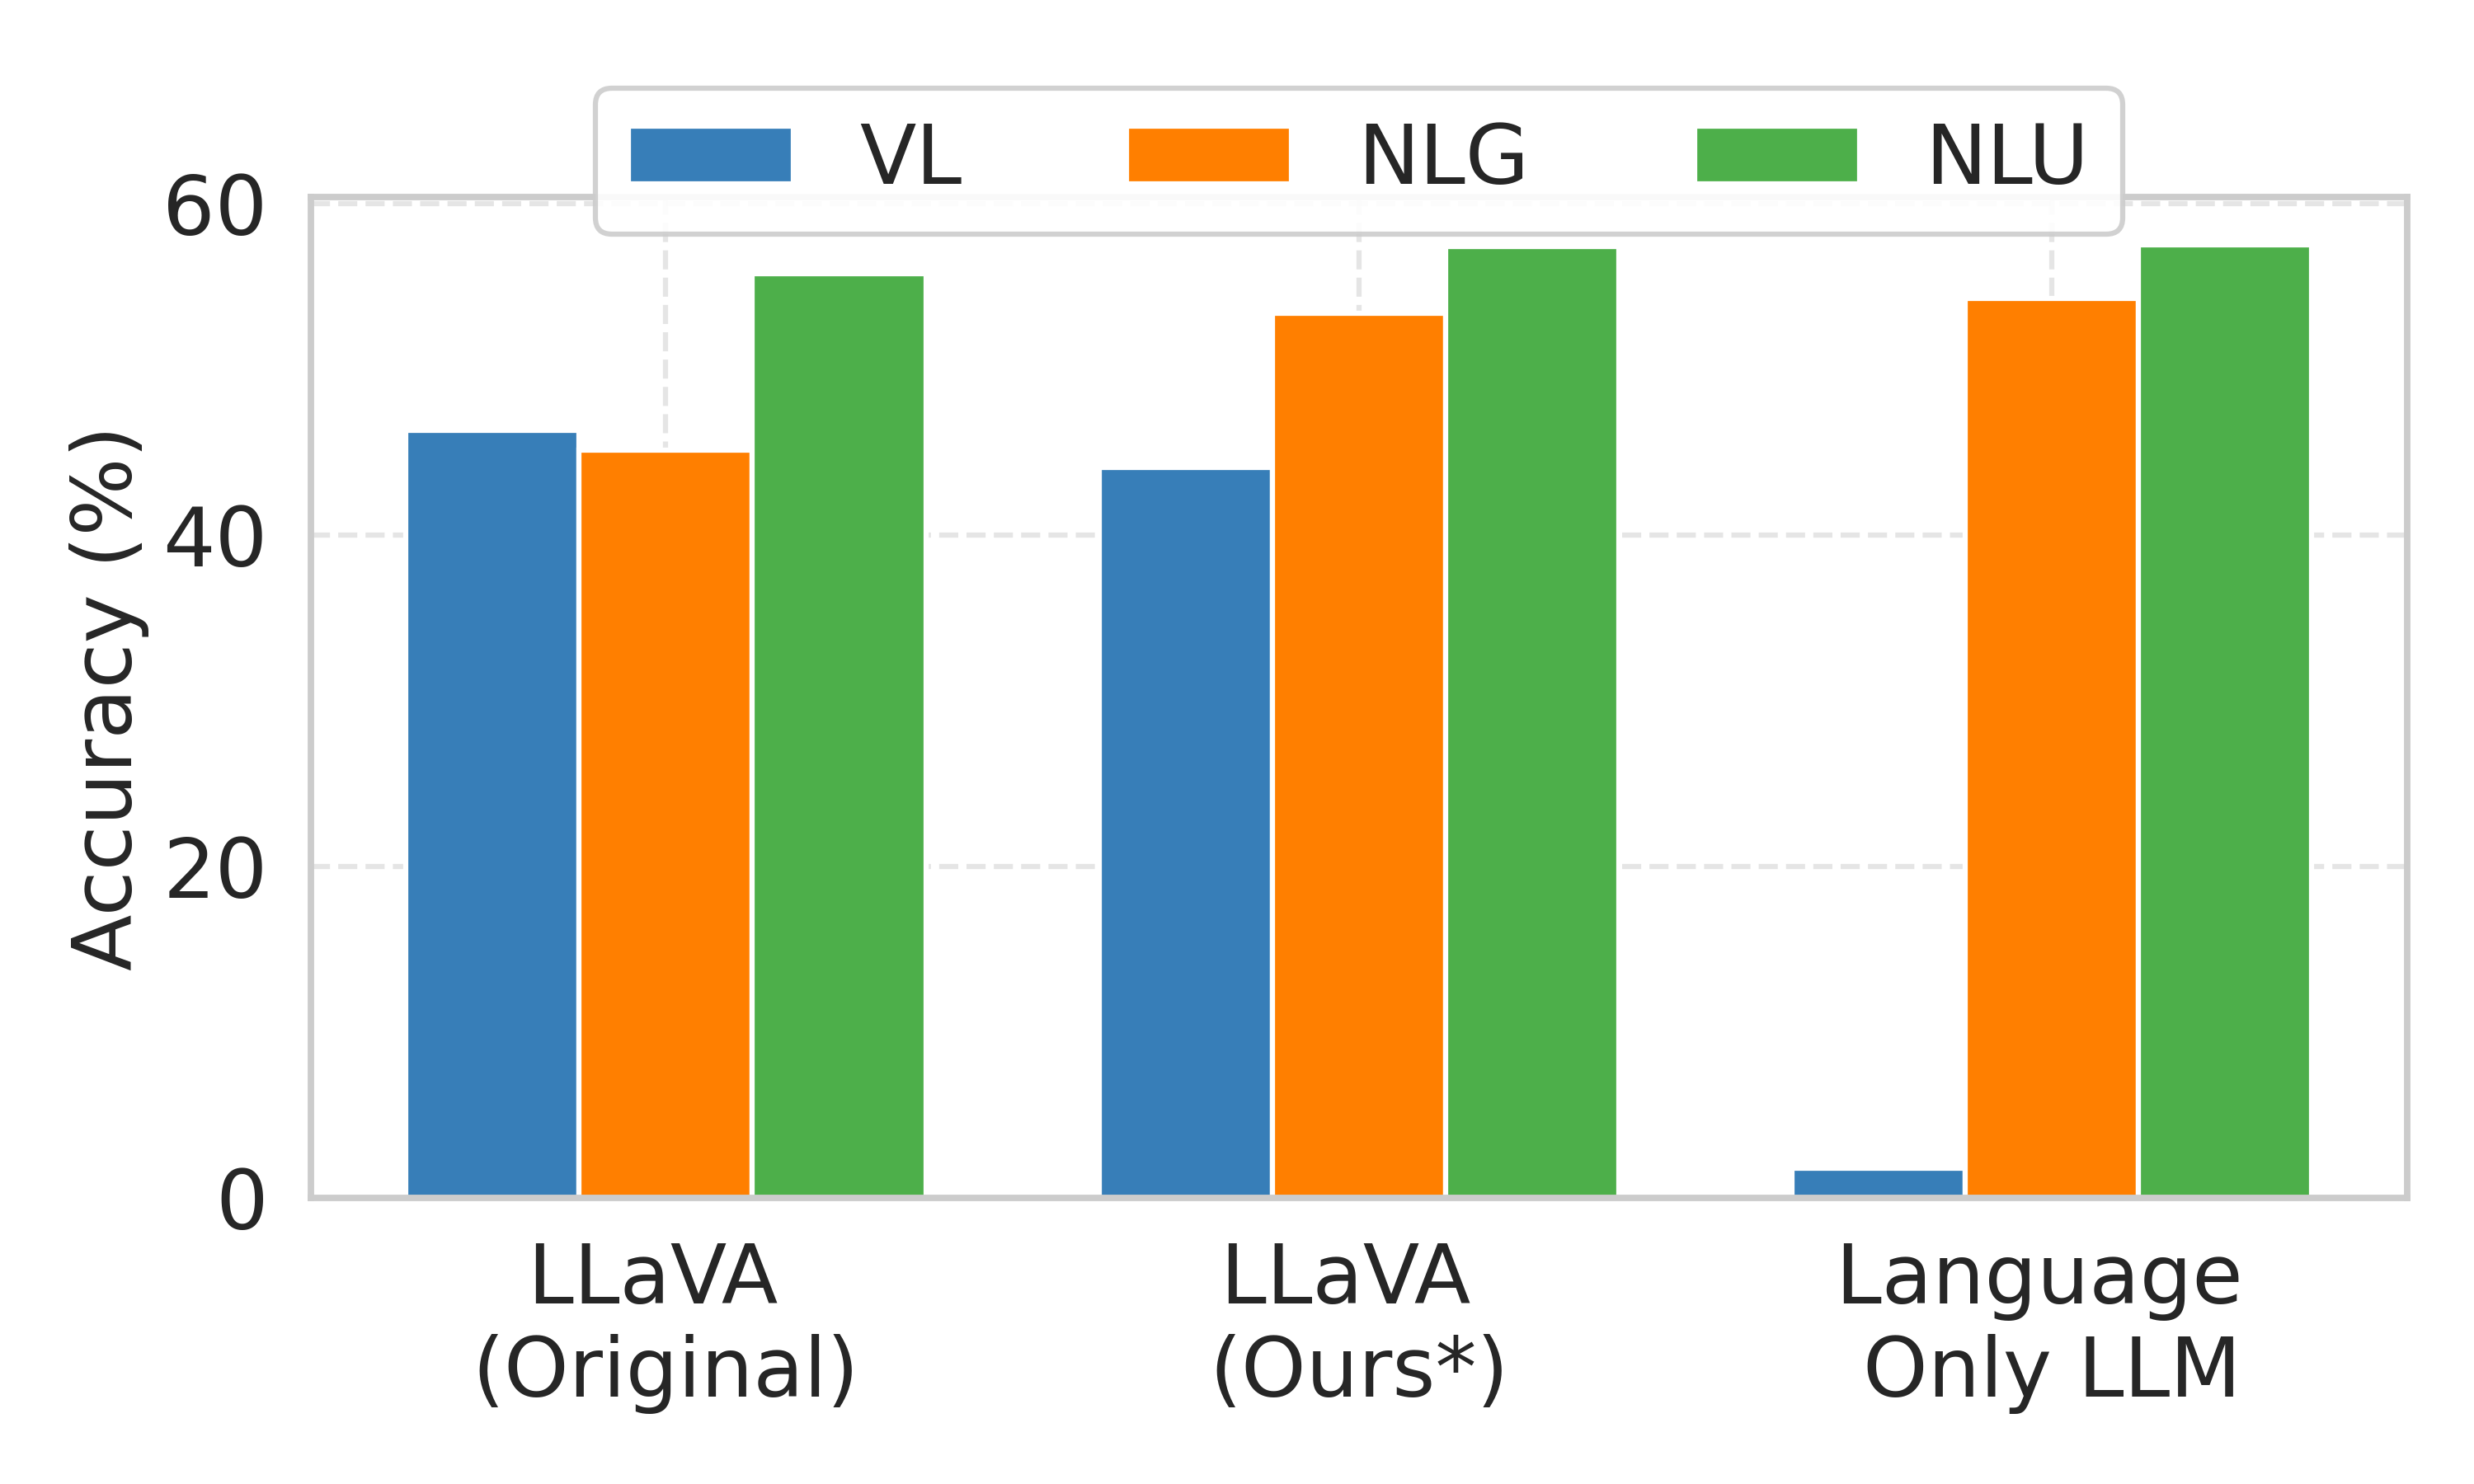 VL NLG NLU
Accuracy (%)
60
40
20
0
LLaVA
(Original)
LLaVA
(Ours*)
Language
Only LLM